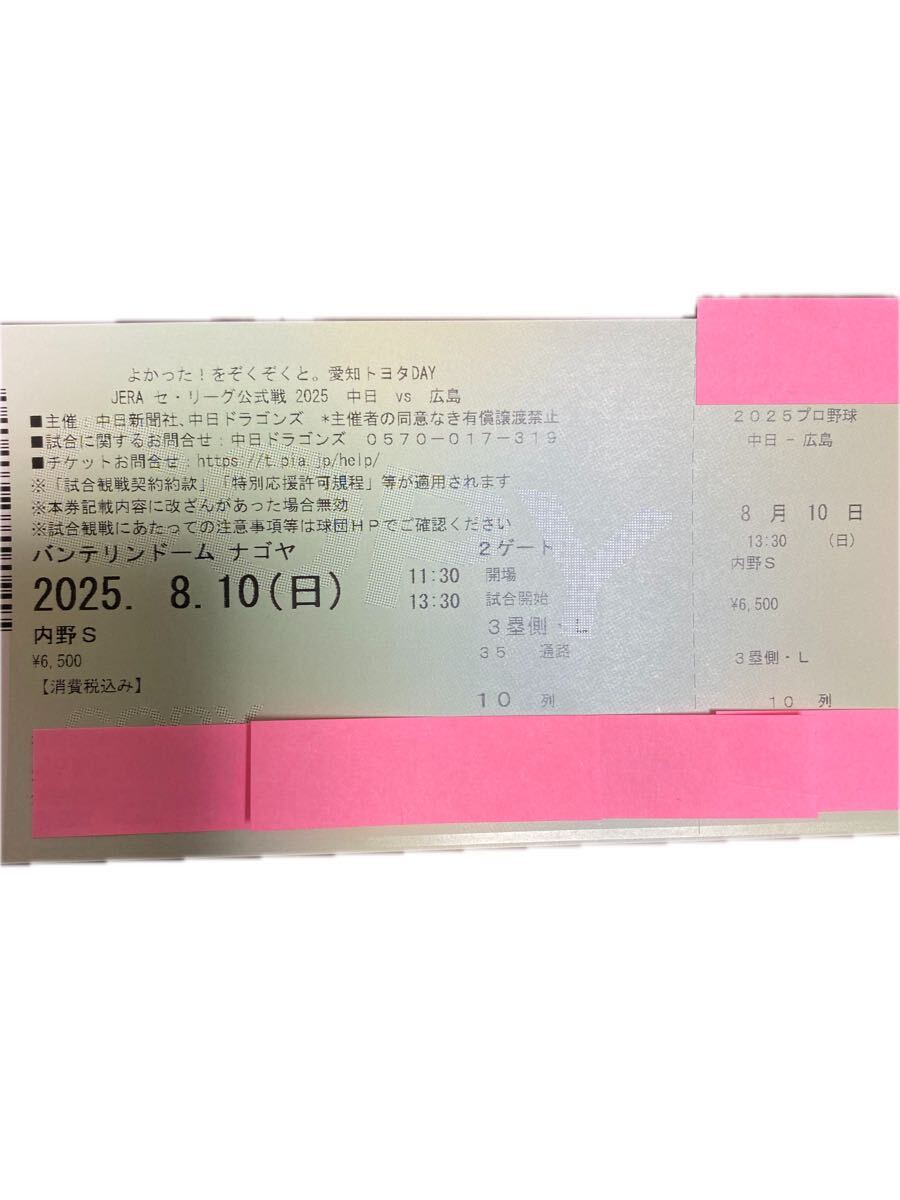 よかった!をぞくぞくと。愛知トヨタDAY
JERA セ・リーグ公式戦 2025 中日 vs 広島
■主催 中日新聞社、中日ドラゴンズ *主催者の同意なき有償譲渡禁止
■試合に関するお問合せ:中日ドラゴンズ 0570-017-319
■チケットお問合せ:https://t.pia.jp/help/
※「試合観戦契約約款」「特別応援許可規程」等が適用されます
※本券記載内容に改ざんがあった場合無効
※試合観戦にあたっての注意事項等は球団HPでご確認ください
バンテリンドーム ナゴヤ 2ゲート
2025. 8.10(日) 11:30 開場
13:30 試合開始
内野S 3塁側・L
¥6,500 35 通路
【消費税込み】
10 列
COPY
2025プロ野球
中日-広島
8月10日
13:30 (日)
内野S
¥6,500
3塁側・L
10 列